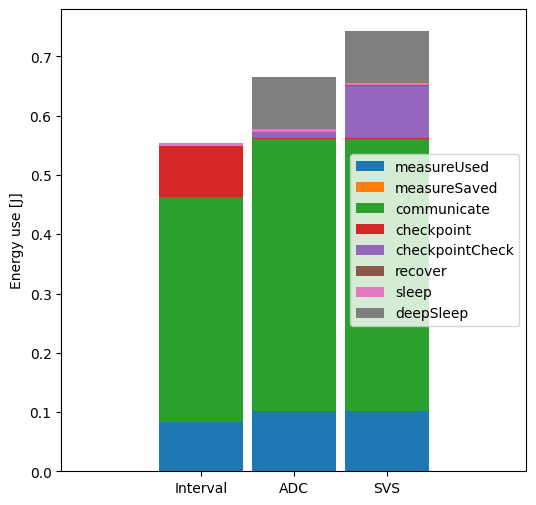 Energy use [J]
0.7
0.6
0.5
0.4
0.3
0.2
0.1
0.0
measureUsed
measureSaved
communicate
checkpoint
checkpointCheck
recover
sleep
deepSleep
Interval ADC SVS